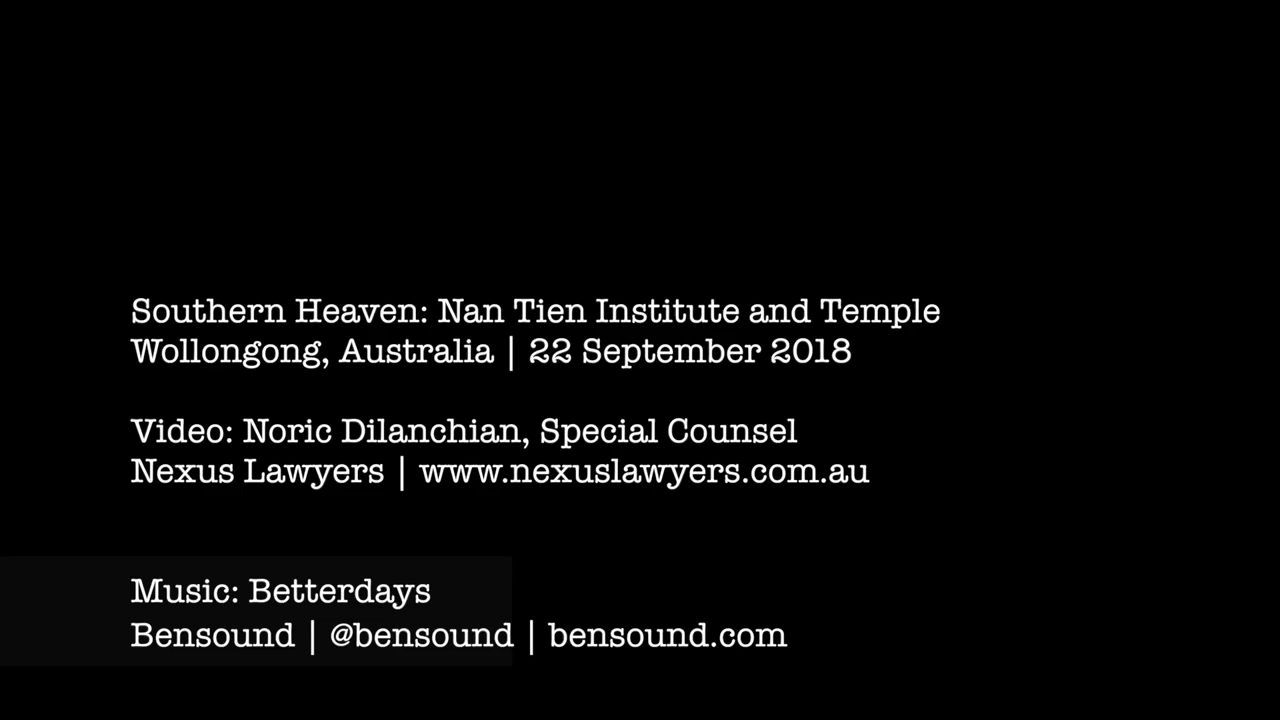 Southern Heaven: Nan Tien Institute and Temple
Wollongong, Australia | 22 September 2018
Video: Noric Dilanchian, Special Counsel
Nexus Lawyers | www.nexuslawyers.com.au
Music: Betterdays
Bensound | @bensound | bensound.com